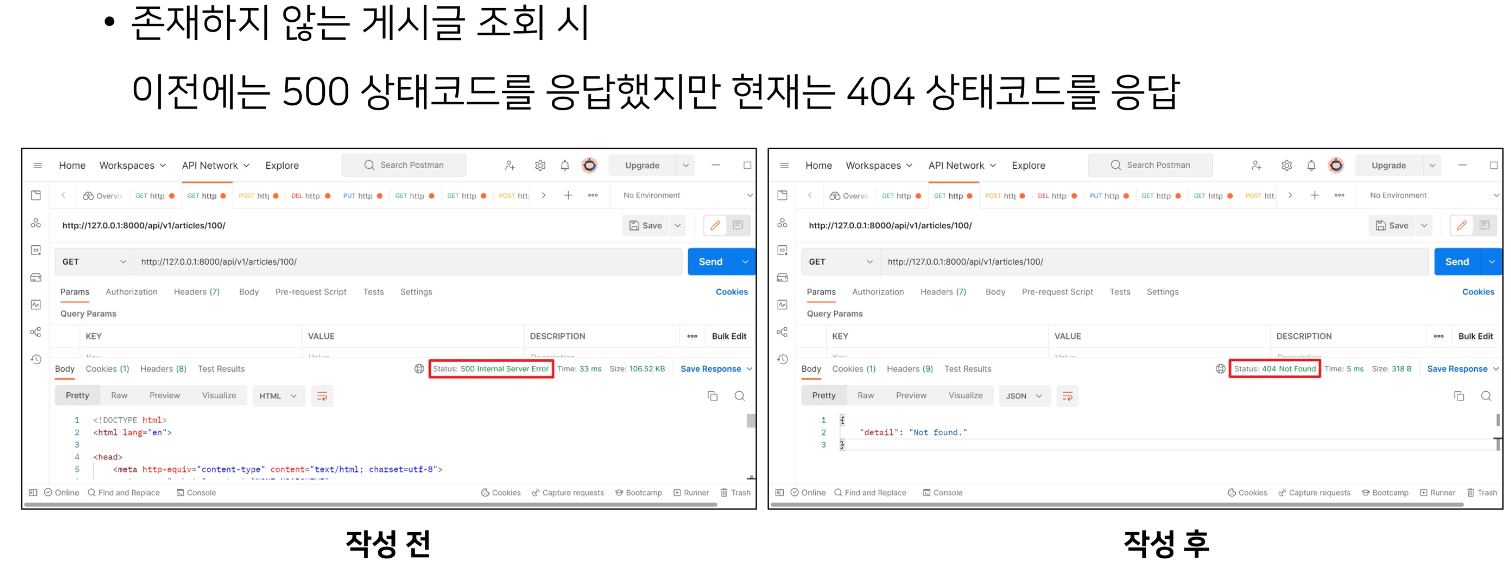 • 존재하지 않는 게시글 조회 시
이전에는 500 상태코드를 응답했지만 현재는 404 상태코드를 응답
Home Workspaces API Network Explore Search Postman Upgrade
Overvi GET http GET http POST htt DEL http PUT http GET http GET http POST htt No Environment
http://127.0.0.1:8000/api/v1/articles/100/ Save
GET http://127.0.0.1:8000/api/v1/articles/100/ Send
Params Authorization Headers (7) Body Pre-request Script Tests Settings Cookies
Query Params
KEY VALUE DESCRIPTION Bulk Edit
Body Cookies (1) Headers (8) Test Results Status: 500 Internal Server Error Time: 33 ms Size: 106.52 KB Save Response
Pretty Raw Preview Visualize HTML
1 <!DOCTYPE html>
2 <html lang="en">
3
4 <head>
5 <meta http-equiv="content-type" content="text/html; charset=utf-8">
Online Find and Replace Console Cookies Capture requests Bootcamp Runner Trash
작성 전
Home Workspaces API Network Explore Search Postman Upgrade
Overvi GET http GET http POST htt DEL http PUT http GET http GET http POST htt No Environment
http://127.0.0.1:8000/api/v1/articles/100/ Save
GET http://127.0.0.1:8000/api/v1/articles/100/ Send
Params Authorization Headers (7) Body Pre-request Script Tests Settings Cookies
Query Params
KEY VALUE DESCRIPTION Bulk Edit
Body Cookies (1) Headers (9) Test Results Status: 404 Not Found Time: 5 ms Size: 318 B Save Response
Pretty Raw Preview Visualize JSON
1 {
2 "detail": "Not found."
3 }
Online Find and Replace Console Cookies Capture requests Bootcamp Runner Trash
작성 후